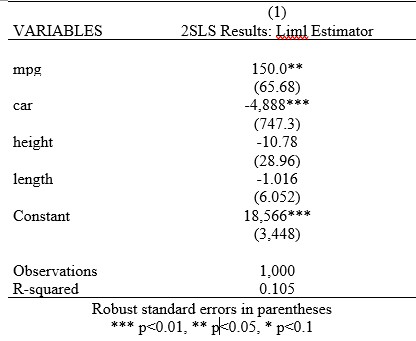 (1)
VARIABLES 2SLS Results: Liml Estimator
mpg 150.0**
(65.68)
car -4,888***
(747.3)
height -10.78
(28.96)
length -1.016
(6.052)
Constant 18,566***
(3,448)
Observations 1,000
R-squared 0.105
Robust standard errors in parentheses
*** p<0.01, ** p<0.05, * p<0.1